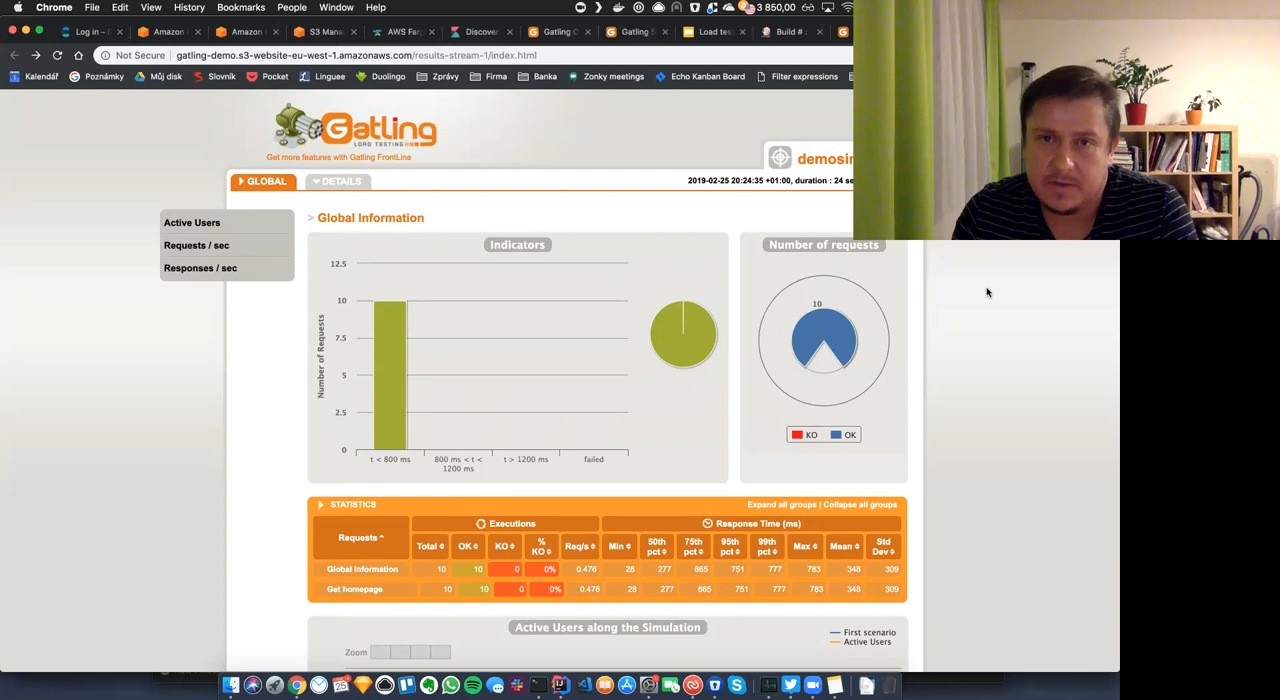 Chrome File Edit View History Bookmarks People Window Help 3 850,00
Log in – Amazon Amazon S3 Man AWS Far Discover Gatling C Gatling S Load tes Build #
Not Secure gatling-demo.s3-website-eu-west-1.amazonaws.com/results-stream-1/index.html
Kalendář Poznámky Můj disk Slovník Pocket Linguee Duolingo Zprávy Firma Banka Zonky meetings Echo Kanban Board Filter expressions
Gatling
LOAD TESTING
Get more features with Gatling FrontLine
demosim
GLOBAL DETAILS
2019-02-25 20:24:35 +01:00, duration : 24 se
Active Users
Requests / sec
Responses / sec
> Global Information
Indicators
Number of Requests
12.5
10
7.5
5
2.5
0
t < 800 ms
800 ms < t < 1200 ms
t > 1200 ms
failed
Number of requests
10
KO OK
STATISTICS Expand all groups | Collapse all groups
Requests Executions Response Time (ms)
Total OK KO % KO Req/s Min 50th pct 75th pct 95th pct 99th pct Max Mean Std Dev
Global Information 10 10 0 0% 0.476 28 277 665 751 777 783 348 309
Get homepage 10 10 0 0% 0.476 28 277 665 751 777 783 348 309
Active Users along the Simulation
First scenario
Active Users
Zoom
25